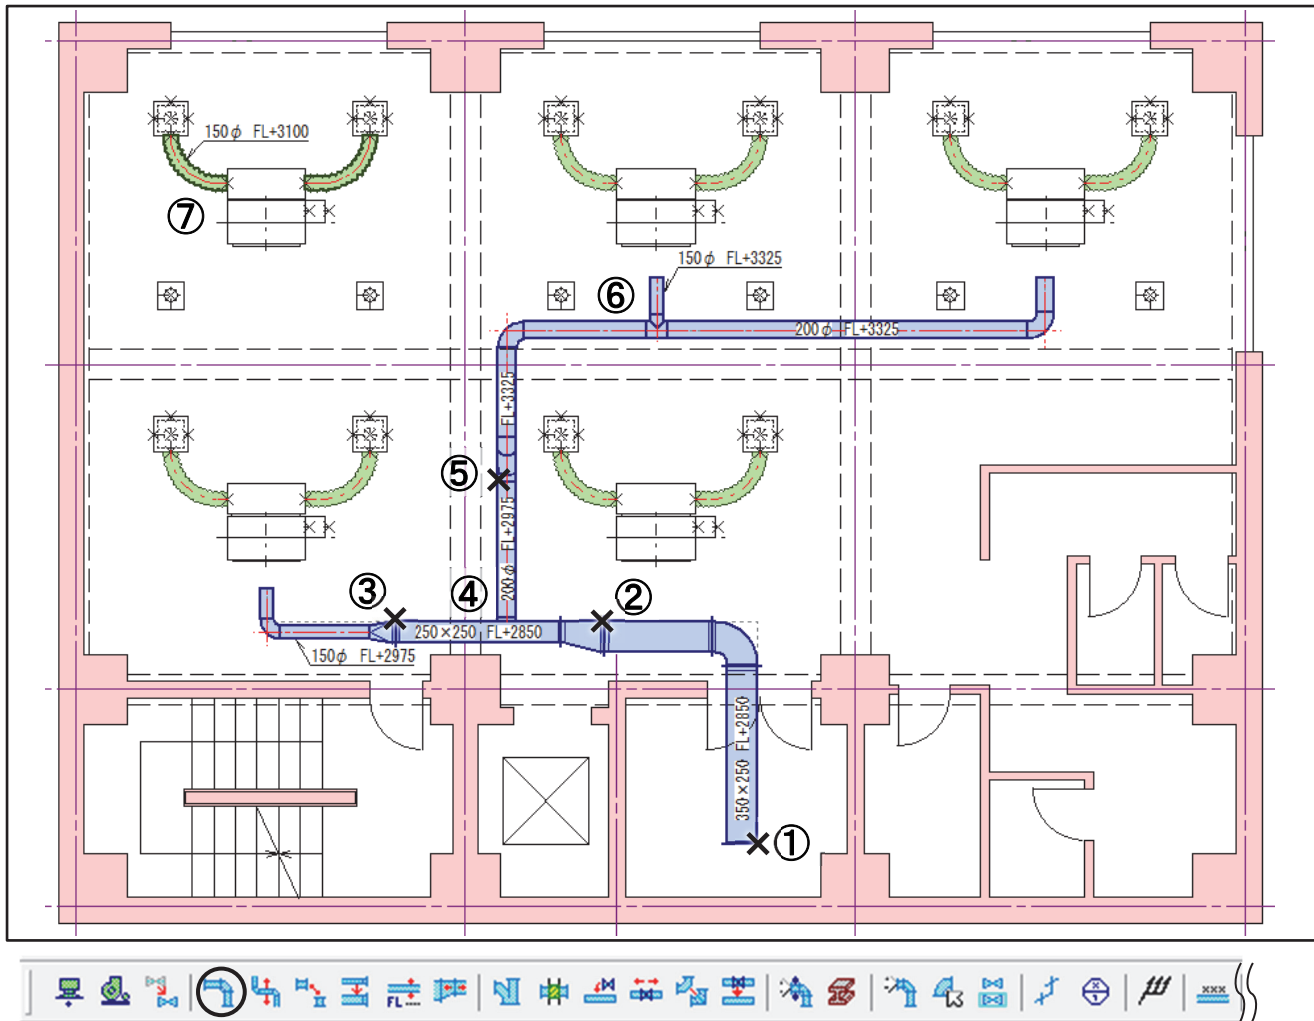 150φ FL+3100
⑦
150φ FL+3325
⑥
200φ FL+3325
FL+3325
⑤
200φ FL+2975
③
④
②
250×250 FL+2850
150φ FL+2975
350×250 FL+2850
①
FL
×
1
xxx